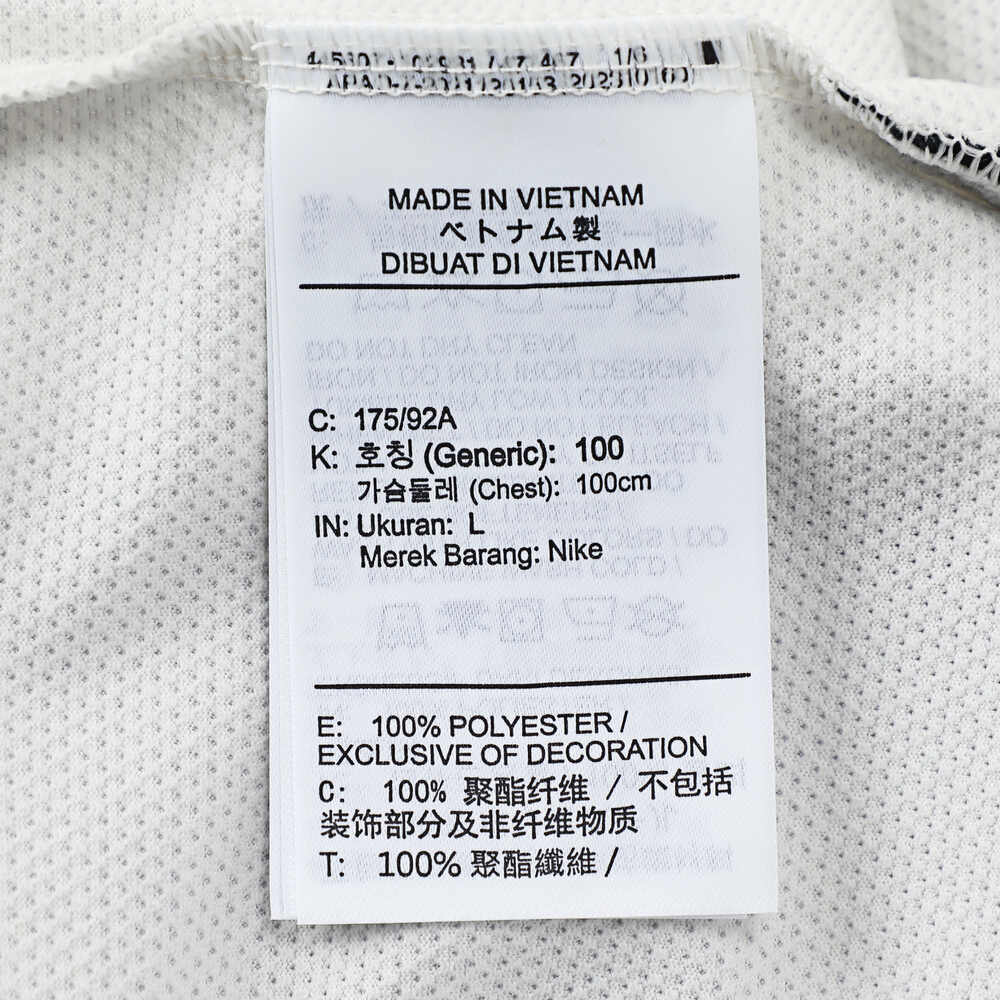 MADE IN VIETNAM
ベトナム製
DIBUAT DI VIETNAM
C: 175/92A
K: 호칭 (Generic): 100
가슴둘레 (Chest): 100cm
IN: Ukuran: L
Merek Barang: Nike
E: 100% POLYESTER /
EXCLUSIVE OF DECORATION
C: 100% 聚酯纤维 / 不包括
装饰部分及非纤维物质
T: 100% 聚酯纖維 /